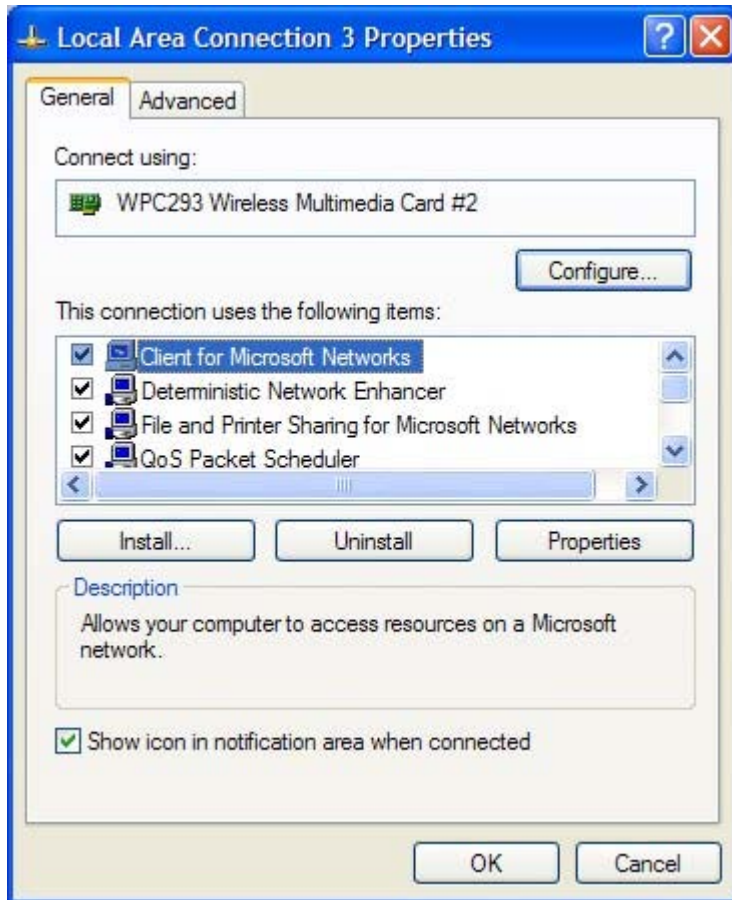 Local Area Connection 3 Properties
General
Advanced
Connect using:
WPC293 Wireless Multimedia Card #2
Configure...
This connection uses the following items:
Client for Microsoft Networks
Deterministic Network Enhancer
File and Printer Sharing for Microsoft Networks
QoS Packet Scheduler
Install...
Uninstall
Properties
Description
Allows your computer to access resources on a Microsoft
network.
Show icon in notification area when connected
OK
Cancel